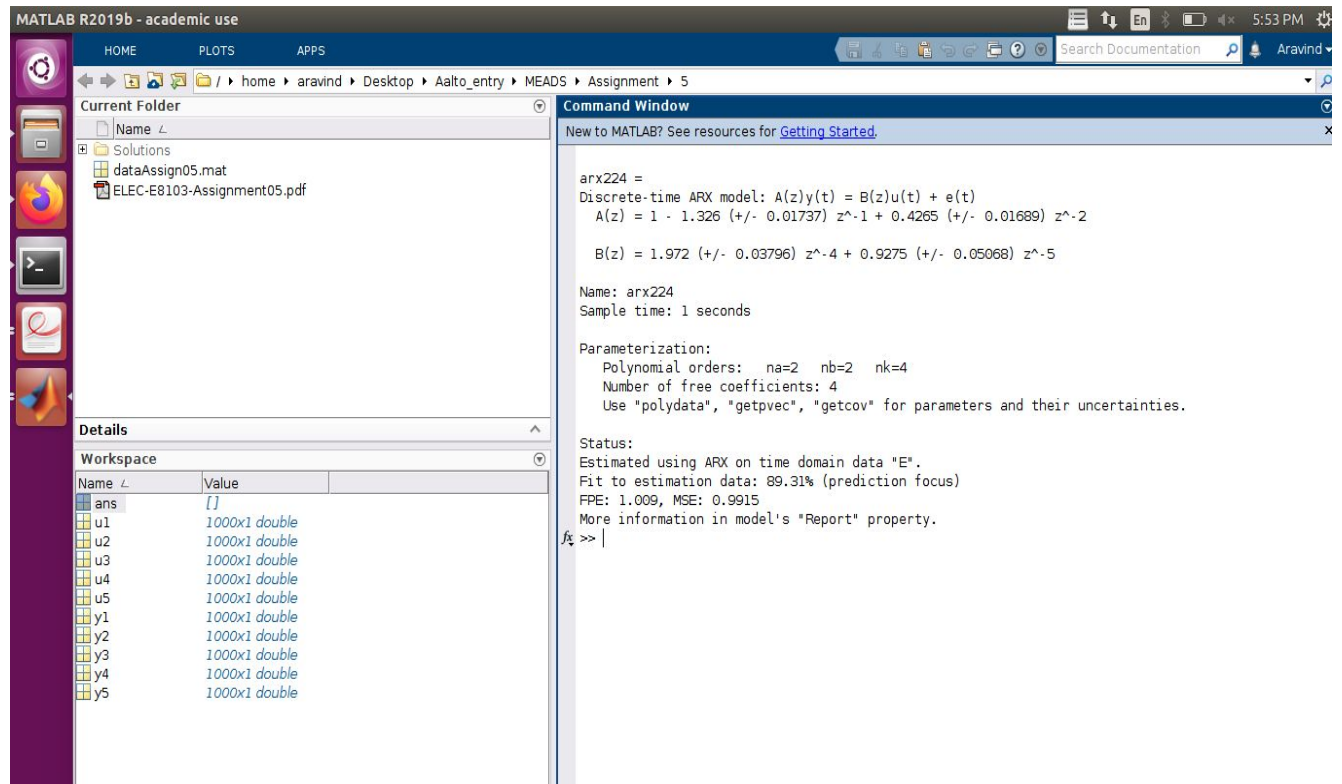 MATLAB R2019b - academic use
En
5:53 PM
HOME PLOTS APPS
Search Documentation
Aravind
/ home aravind Desktop Aalto_entry MEADS Assignment 5
Current Folder
Name
Solutions
dataAssign05.mat
ELEC-E8103-Assignment05.pdf
Details
Workspace
Name Value
ans []
u1 1000x1 double
u2 1000x1 double
u3 1000x1 double
u4 1000x1 double
u5 1000x1 double
y1 1000x1 double
y2 1000x1 double
y3 1000x1 double
y4 1000x1 double
y5 1000x1 double
Command Window
New to MATLAB? See resources for Getting Started.
x
arx224 =
Discrete-time ARX model: A(z)y(t) = B(z)u(t) + e(t)
A(z) = 1 - 1.326 (+/- 0.01737) z^-1 + 0.4265 (+/- 0.01689) z^-2
B(z) = 1.972 (+/- 0.03796) z^-4 + 0.9275 (+/- 0.05068) z^-5
Name: arx224
Sample time: 1 seconds
Parameterization:
Polynomial orders: na=2 nb=2 nk=4
Number of free coefficients: 4
Use "polydata", "getpvec", "getcov" for parameters and their uncertainties.
Status:
Estimated using ARX on time domain data "E".
Fit to estimation data: 89.31% (prediction focus)
FPE: 1.009, MSE: 0.9915
More information in model's "Report" property.
fx >>